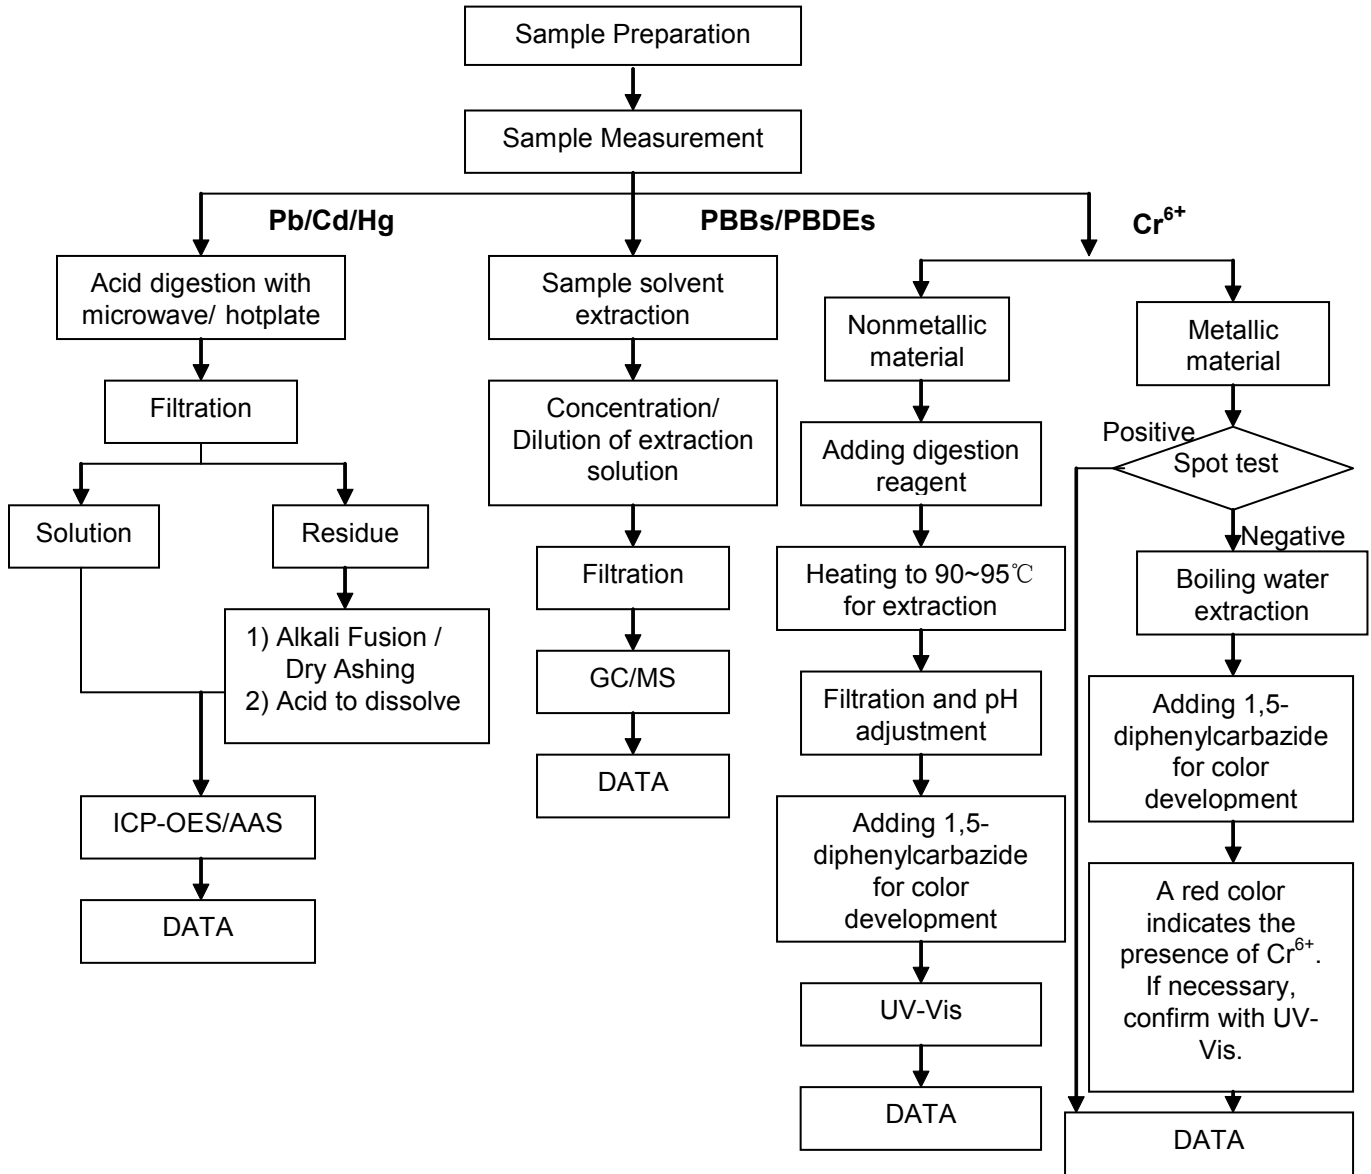 Sample Preparation
Sample Measurement
Pb/Cd/Hg
PBBs/PBDEs
Cr⁶⁺
Acid digestion with
microwave/ hotplate
Filtration
Solution
Residue
1) Alkali Fusion /
Dry Ashing
2) Acid to dissolve
ICP-OES/AAS
DATA
Sample solvent
extraction
Concentration/
Dilution of extraction
solution
Filtration
GC/MS
DATA
Nonmetallic
material
Adding digestion
reagent
Heating to 90~95℃
for extraction
Filtration and pH
adjustment
Adding 1,5-
diphenylcarbazide
for color
development
UV-Vis
DATA
Metallic
material
Positive
Spot test
Negative
Boiling water
extraction
Adding 1,5-
diphenylcarbazide
for color
development
A red color
indicates the
presence of Cr⁶⁺.
If necessary,
confirm with UV-
Vis.
DATA